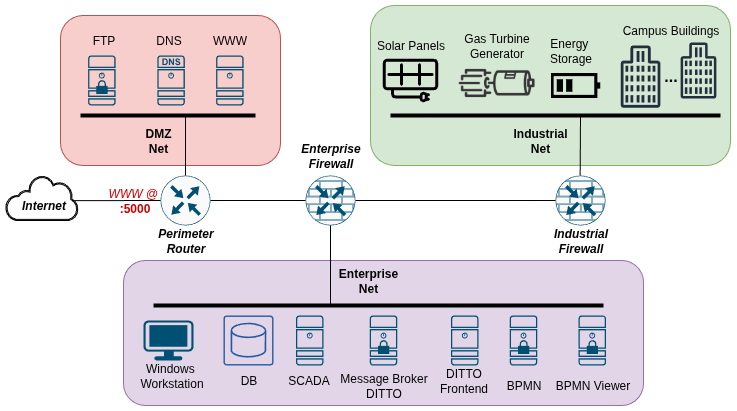 FTP
DNS
WWW
DNS
DMZ
Net
Solar Panels
Gas Turbine
Generator
Energy
Storage
Campus Buildings
...
Industrial
Net
Enterprise
Firewall
Internet
WWW @
:5000
Perimeter
Router
Industrial
Firewall
Enterprise
Net
Windows
Workstation
DB
SCADA
Message Broker
DITTO
DITTO
Frontend
BPMN
BPMN Viewer